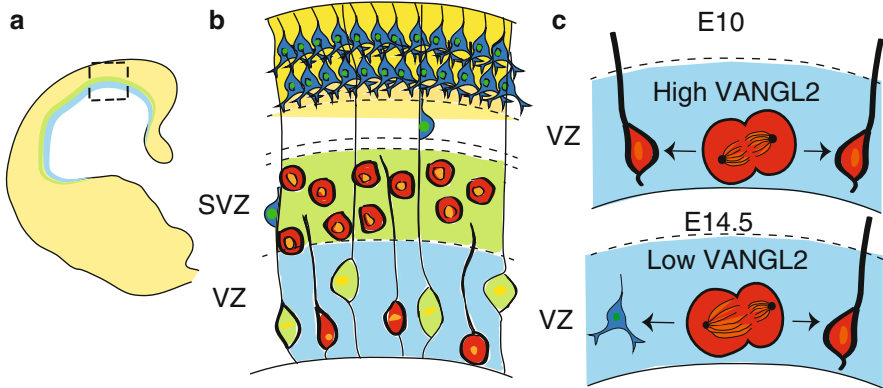 a
b
SVZ
VZ
c
E10
High VANGL2
VZ
E14.5
Low VANGL2
VZ